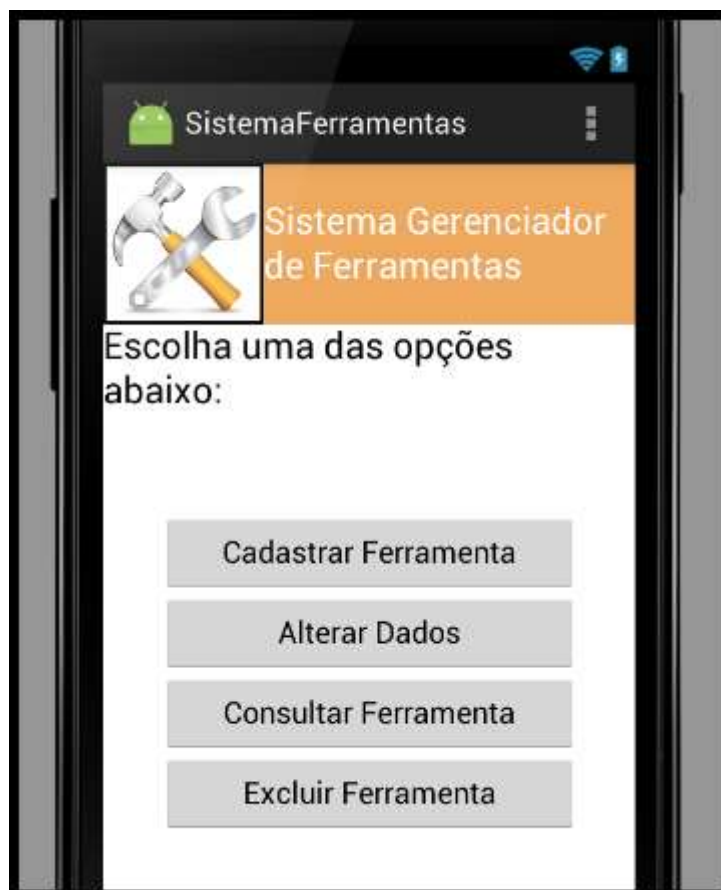 SistemaFerramentas
Sistema Gerenciador
de Ferramentas
Escolha uma das opções
abaixo:
Cadastrar Ferramenta
Alterar Dados
Consultar Ferramenta
Excluir Ferramenta